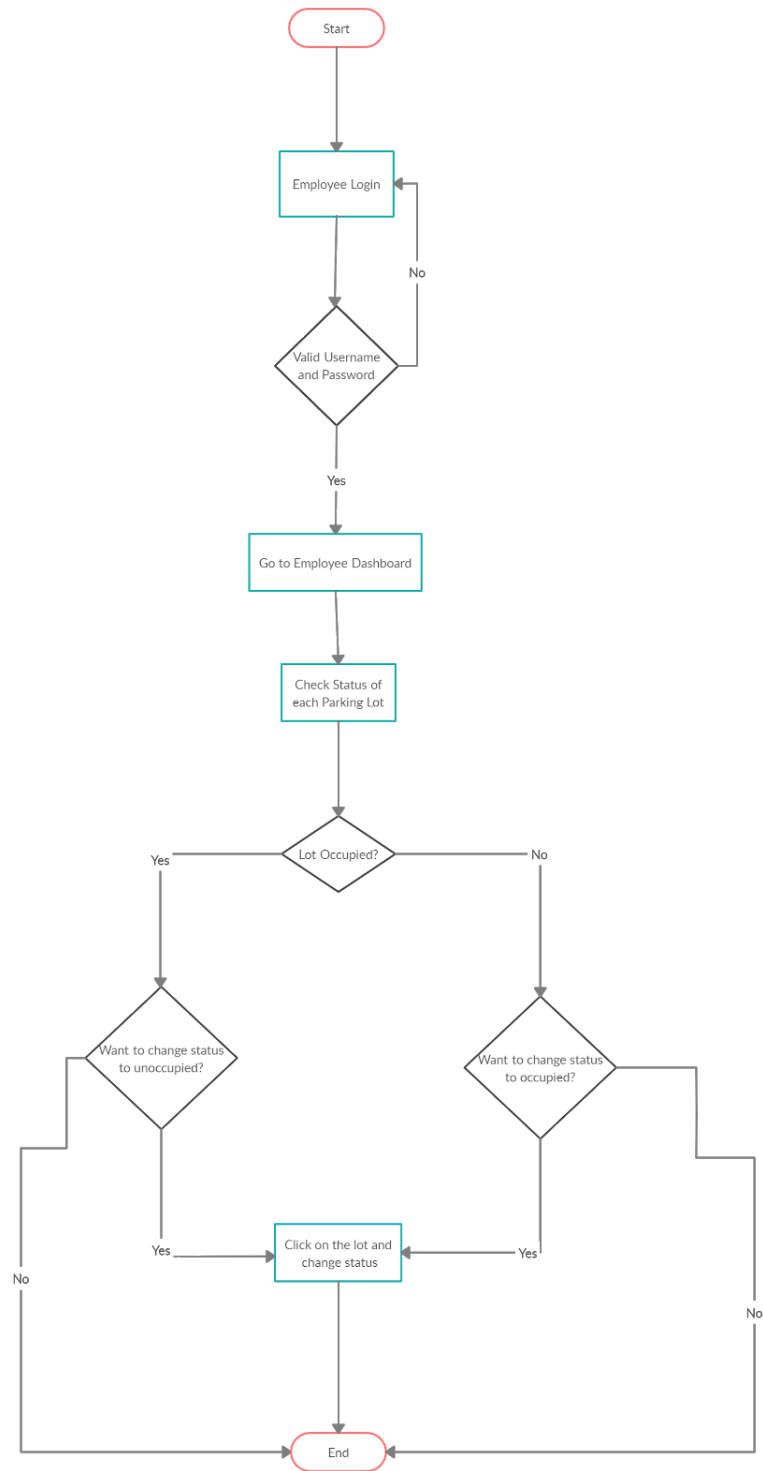 Start
Employee Login
No
Valid Username
and Password
Yes
Go to Employee Dashboard
Check Status of
each Parking Lot
Yes
Lot Occupied?
No
Want to change status
to unoccupied?
Want to change status
to occupied?
Yes
Click on the lot and
change status
Yes
No
No
End